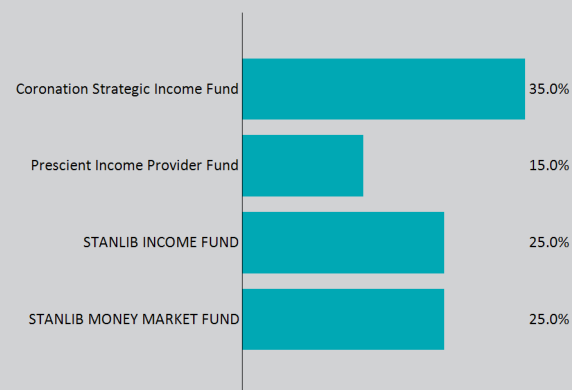 Coronation Strategic Income Fund 35.0%
Prescient Income Provider Fund 15.0%
STANLIB INCOME FUND 25.0%
STANLIB MONEY MARKET FUND 25.0%